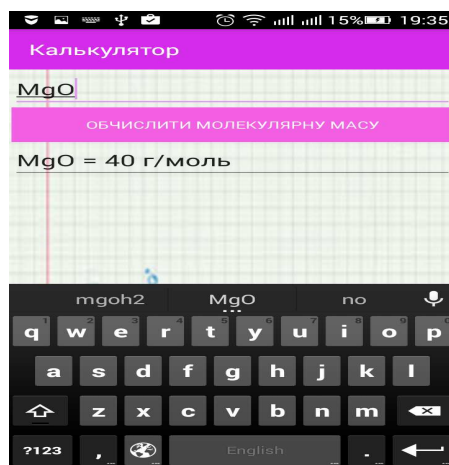 15% 19:35
Калькулятор
MgO
ОБЧИСЛИТИ МОЛЕКУЛЯРНУ МАСУ
MgO = 40 г/моль
mgoh2 MgO no
1 2 3 4 5 6 7 8 9 0
q w e r t y u i o p
a s d f g h j k l
z x c v b n m
?123 , English .